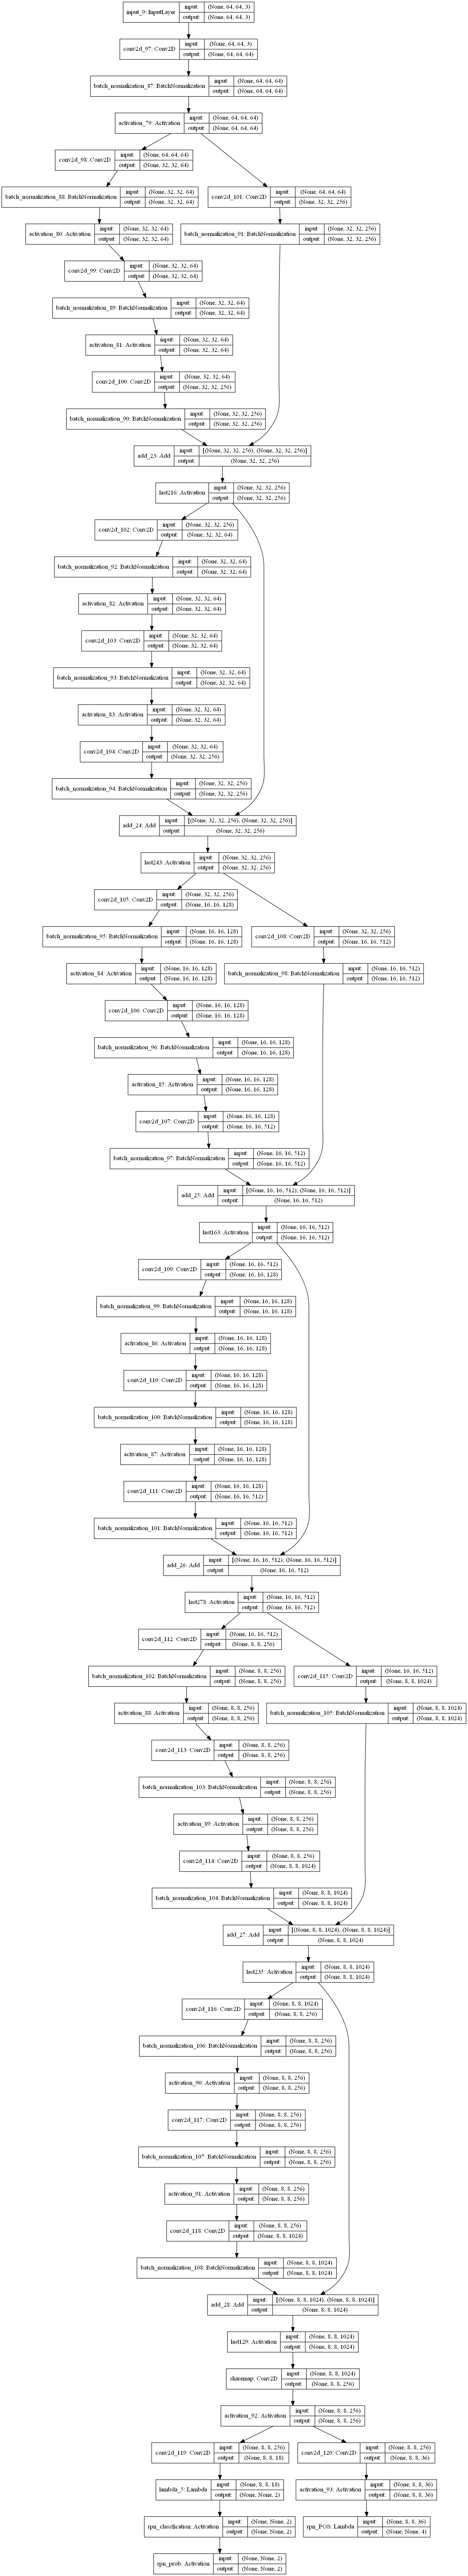 input_9: InputLayer input: (None, 64, 64, 3)
output: (None, 64, 64, 3)
conv2d_97: Conv2D input: (None, 64, 64, 3)
output: (None, 64, 64, 64)
batch_normalization_87: BatchNormalization input: (None, 64, 64, 64)
output: (None, 64, 64, 64)
activation_79: Activation input: (None, 64, 64, 64)
output: (None, 64, 64, 64)
conv2d_98: Conv2D input: (None, 64, 64, 64)
output: (None, 32, 32, 64)
batch_normalization_88: BatchNormalization input: (None, 32, 32, 64)
output: (None, 32, 32, 64)
conv2d_101: Conv2D input: (None, 64, 64, 64)
output: (None, 32, 32, 256)
activation_80: Activation input: (None, 32, 32, 64)
output: (None, 32, 32, 64)
batch_normalization_91: BatchNormalization input: (None, 32, 32, 256)
output: (None, 32, 32, 256)
conv2d_99: Conv2D input: (None, 32, 32, 64)
output: (None, 32, 32, 64)
batch_normalization_89: BatchNormalization input: (None, 32, 32, 64)
output: (None, 32, 32, 64)
activation_81: Activation input: (None, 32, 32, 64)
output: (None, 32, 32, 64)
conv2d_100: Conv2D input: (None, 32, 32, 64)
output: (None, 32, 32, 256)
batch_normalization_90: BatchNormalization input: (None, 32, 32, 256)
output: (None, 32, 32, 256)
add_23: Add input: [(None, 32, 32, 256), (None, 32, 32, 256)]
output: (None, 32, 32, 256)
last216: Activation input: (None, 32, 32, 256)
output: (None, 32, 32, 256)
conv2d_102: Conv2D input: (None, 32, 32, 256)
output: (None, 32, 32, 64)
batch_normalization_92: BatchNormalization input: (None, 32, 32, 64)
output: (None, 32, 32, 64)
activation_82: Activation input: (None, 32, 32, 64)
output: (None, 32, 32, 64)
conv2d_103: Conv2D input: (None, 32, 32, 64)
output: (None, 32, 32, 64)
batch_normalization_93: BatchNormalization input: (None, 32, 32, 64)
output: (None, 32, 32, 64)
activation_83: Activation input: (None, 32, 32, 64)
output: (None, 32, 32, 64)
conv2d_104: Conv2D input: (None, 32, 32, 64)
output: (None, 32, 32, 256)
batch_normalization_94: BatchNormalization input: (None, 32, 32, 256)
output: (None, 32, 32, 256)
add_24: Add input: [(None, 32, 32, 256), (None, 32, 32, 256)]
output: (None, 32, 32, 256)
last243: Activation input: (None, 32, 32, 256)
output: (None, 32, 32, 256)
conv2d_105: Conv2D input: (None, 32, 32, 256)
output: (None, 16, 16, 128)
batch_normalization_95: BatchNormalization input: (None, 16, 16, 128)
output: (None, 16, 16, 128)
conv2d_108: Conv2D input: (None, 32, 32, 256)
output: (None, 16, 16, 512)
activation_84: Activation input: (None, 16, 16, 128)
output: (None, 16, 16, 128)
batch_normalization_98: BatchNormalization input: (None, 16, 16, 512)
output: (None, 16, 16, 512)
conv2d_106: Conv2D input: (None, 16, 16, 128)
output: (None, 16, 16, 128)
batch_normalization_96: BatchNormalization input: (None, 16, 16, 128)
output: (None, 16, 16, 128)
activation_85: Activation input: (None, 16, 16, 128)
output: (None, 16, 16, 128)
conv2d_107: Conv2D input: (None, 16, 16, 128)
output: (None, 16, 16, 512)
batch_normalization_97: BatchNormalization input: (None, 16, 16, 512)
output: (None, 16, 16, 512)
add_25: Add input: [(None, 16, 16, 512), (None, 16, 16, 512)]
output: (None, 16, 16, 512)
last163: Activation input: (None, 16, 16, 512)
output: (None, 16, 16, 512)
conv2d_109: Conv2D input: (None, 16, 16, 512)
output: (None, 16, 16, 128)
batch_normalization_99: BatchNormalization input: (None, 16, 16, 128)
output: (None, 16, 16, 128)
activation_86: Activation input: (None, 16, 16, 128)
output: (None, 16, 16, 128)
conv2d_110: Conv2D input: (None, 16, 16, 128)
output: (None, 16, 16, 128)
batch_normalization_100: BatchNormalization input: (None, 16, 16, 128)
output: (None, 16, 16, 128)
activation_87: Activation input: (None, 16, 16, 128)
output: (None, 16, 16, 128)
conv2d_111: Conv2D input: (None, 16, 16, 128)
output: (None, 16, 16, 512)
batch_normalization_101: BatchNormalization input: (None, 16, 16, 512)
output: (None, 16, 16, 512)
add_26: Add input: [(None, 16, 16, 512), (None, 16, 16, 512)]
output: (None, 16, 16, 512)
last278: Activation input: (None, 16, 16, 512)
output: (None, 16, 16, 512)
conv2d_112: Conv2D input: (None, 16, 16, 512)
output: (None, 8, 8, 256)
batch_normalization_102: BatchNormalization input: (None, 8, 8, 256)
output: (None, 8, 8, 256)
conv2d_115: Conv2D input: (None, 16, 16, 512)
output: (None, 8, 8, 1024)
activation_88: Activation input: (None, 8, 8, 256)
output: (None, 8, 8, 256)
batch_normalization_105: BatchNormalization input: (None, 8, 8, 1024)
output: (None, 8, 8, 1024)
conv2d_113: Conv2D input: (None, 8, 8, 256)
output: (None, 8, 8, 256)
batch_normalization_103: BatchNormalization input: (None, 8, 8, 256)
output: (None, 8, 8, 256)
activation_89: Activation input: (None, 8, 8, 256)
output: (None, 8, 8, 256)
conv2d_114: Conv2D input: (None, 8, 8, 256)
output: (None, 8, 8, 1024)
batch_normalization_104: BatchNormalization input: (None, 8, 8, 1024)
output: (None, 8, 8, 1024)
add_27: Add input: [(None, 8, 8, 1024), (None, 8, 8, 1024)]
output: (None, 8, 8, 1024)
last235: Activation input: (None, 8, 8, 1024)
output: (None, 8, 8, 1024)
conv2d_116: Conv2D input: (None, 8, 8, 1024)
output: (None, 8, 8, 256)
batch_normalization_106: BatchNormalization input: (None, 8, 8, 256)
output: (None, 8, 8, 256)
activation_90: Activation input: (None, 8, 8, 256)
output: (None, 8, 8, 256)
conv2d_117: Conv2D input: (None, 8, 8, 256)
output: (None, 8, 8, 256)
batch_normalization_107: BatchNormalization input: (None, 8, 8, 256)
output: (None, 8, 8, 256)
activation_91: Activation input: (None, 8, 8, 256)
output: (None, 8, 8, 256)
conv2d_118: Conv2D input: (None, 8, 8, 256)
output: (None, 8, 8, 1024)
batch_normalization_108: BatchNormalization input: (None, 8, 8, 1024)
output: (None, 8, 8, 1024)
add_28: Add input: [(None, 8, 8, 1024), (None, 8, 8, 1024)]
output: (None, 8, 8, 1024)
last129: Activation input: (None, 8, 8, 1024)
output: (None, 8, 8, 1024)
sharemap: Conv2D input: (None, 8, 8, 1024)
output: (None, 8, 8, 256)
activation_92: Activation input: (None, 8, 8, 256)
output: (None, 8, 8, 256)
conv2d_119: Conv2D input: (None, 8, 8, 256)
output: (None, 8, 8, 18)
conv2d_120: Conv2D input: (None, 8, 8, 256)
output: (None, 8, 8, 36)
lambda_5: Lambda input: (None, 8, 8, 18)
output: (None, None, 2)
activation_93: Activation input: (None, 8, 8, 36)
output: (None, 8, 8, 36)
rpn_classification: Activation input: (None, None, 2)
output: (None, None, 2)
rpn_POS: Lambda input: (None, 8, 8, 36)
output: (None, None, 4)
rpn_prob: Activation input: (None, None, 2)
output: (None, None, 2)